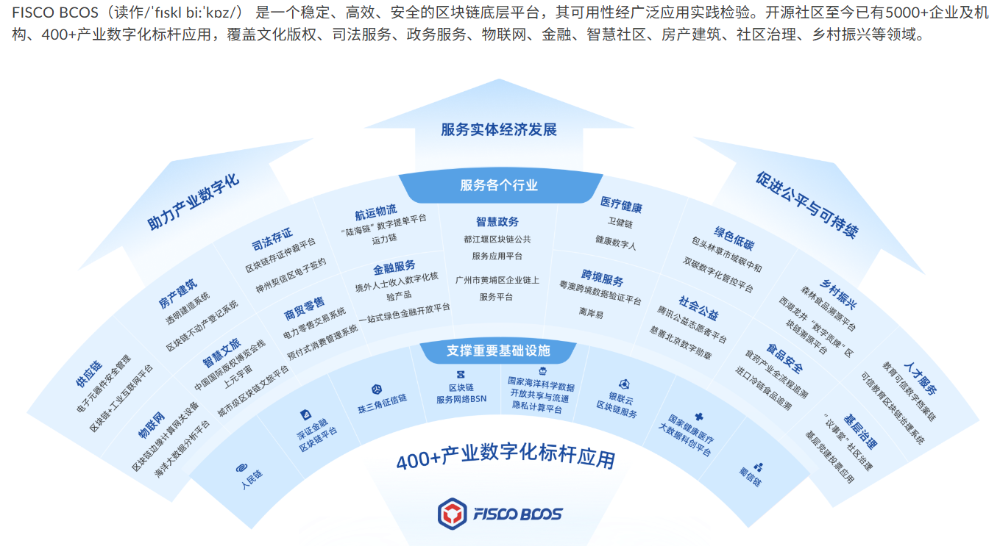 FISCO BCOS（读作/ˈfɪskl bi:ˈkɒz/） 是一个稳定、高效、安全的区块链底层平台，其可用性经广泛应用实践检验。开源社区至今已有5000+企业及机
构、400+产业数字化标杆应用，覆盖文化版权、司法服务、政务服务、物联网、金融、智慧社区、房产建筑、社区治理、乡村振兴等领域。
助力产业数字化
服务实体经济发展
促进公平与可持续
服务各个行业
供应链
电子元器件安全管理
区块链+工业互联网平台
物联网
区块链边缘计算网关设备
海洋大数据分析平台
房产建筑
透明建造系统
区块链不动产登记系统
智慧文旅
中国国际版权博览会线
上元宇宙
城市级区块链文旅平台
司法存证
区块链存证仲裁平台
神州契信区电子签约
商贸零售
电力零售交易系统
预付式消费管理系统
航运物流
“陆海链”数字提单平台
运力链
金融服务
境外人士收入数字化核
验产品
一站式绿色金融开放平台
智慧政务
都江堰区块链公共
服务应用平台
广州市黄埔区企业链上
服务平台
医疗健康
卫健链
健康数字人
跨境服务
粤澳跨境数据验证平台
离岸易
绿色低碳
包头林草市域碳中和
双碳数字化管控平台
社会公益
腾讯公益志愿者平台
慈善北京数字勋章
乡村振兴
森林食品溯源平台
西湖龙井“数字贡牌”区
块链溯源平台
食品安全
食药产业全流程追溯
进口冷链食品追溯
人才服务
教育可信数字档案链
可信教育区块链治理系统
基层治理
“议事堂”社区治理
基层党建投票应用
支撑重要基础设施
人民链
深证金融
区块链平台
珠三角征信链
区块链
服务网络BSN
国家海洋科学数据
开放共享与流通
隐私计算平台
银联云
区块链服务
国家健康医疗
大数据科创平台
蜀信链
400+产业数字化标杆应用
FISCO BCOS